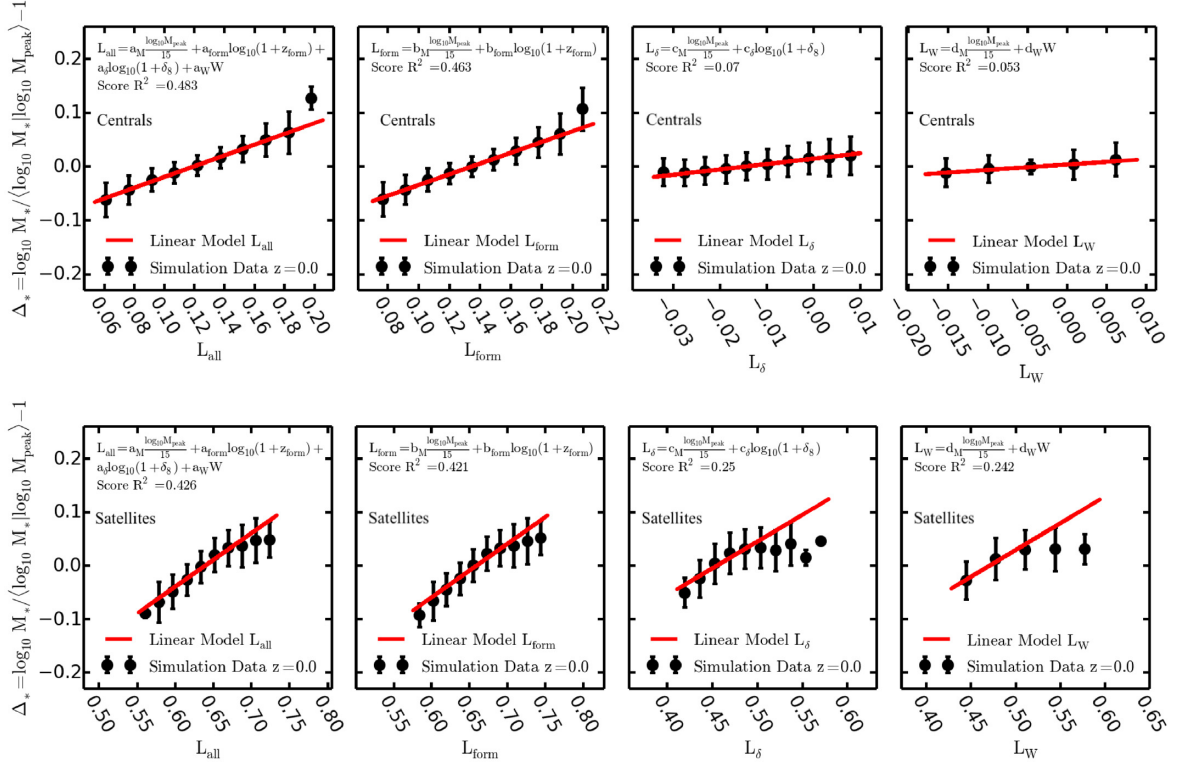 Δ∗=log10 M∗/⟨log10 M∗|log10 Mpeak⟩−1
0.2
0.1
0.0
−0.1
−0.2
Lall=aM log10Mpeak/15 +aform log10(1+zform)+
aδlog10(1+δ8)+aWW
Score R2 =0.483
Centrals
Linear Model Lall
Simulation Data z=0.0
0.06
0.08
0.10
0.12
0.14
0.16
0.18
0.20
Lall
Lform=bM log10Mpeak/15 +bform log10(1+zform)
Score R2 =0.463
Centrals
Linear Model Lform
Simulation Data z=0.0
0.08
0.10
0.12
0.14
0.16
0.18
0.20
0.22
Lform
Lδ=cM log10Mpeak/15 +cδlog10(1+δ8)
Score R2 =0.07
Centrals
Linear Model Lδ
Simulation Data z=0.0
−0.03
−0.02
−0.01
0.00
0.01
Lδ
LW=dM log10Mpeak/15 +dWW
Score R2 =0.053
Centrals
Linear Model LW
Simulation Data z=0.0
−0.020
−0.015
−0.010
−0.005
0.000
0.005
0.010
LW
Δ∗=log10 M∗/⟨log10 M∗|log10 Mpeak⟩−1
0.2
0.1
0.0
−0.1
−0.2
Lall=aM log10Mpeak/15 +aform log10(1+zform)+
aδlog10(1+δ8)+aWW
Score R2 =0.426
Satellites
Linear Model Lall
Simulation Data z=0.0
0.50
0.55
0.60
0.65
0.70
0.75
0.80
Lall
Lform=bM log10Mpeak/15 +bform log10(1+zform)
Score R2 =0.421
Satellites
Linear Model Lform
Simulation Data z=0.0
0.55
0.60
0.65
0.70
0.75
0.80
Lform
Lδ=cM log10Mpeak/15 +cδlog10(1+δ8)
Score R2 =0.25
Satellites
Linear Model Lδ
Simulation Data z=0.0
0.40
0.45
0.50
0.55
0.60
Lδ
LW=dM log10Mpeak/15 +dWW
Score R2 =0.242
Satellites
Linear Model LW
Simulation Data z=0.0
0.40
0.45
0.50
0.55
0.60
0.65
LW